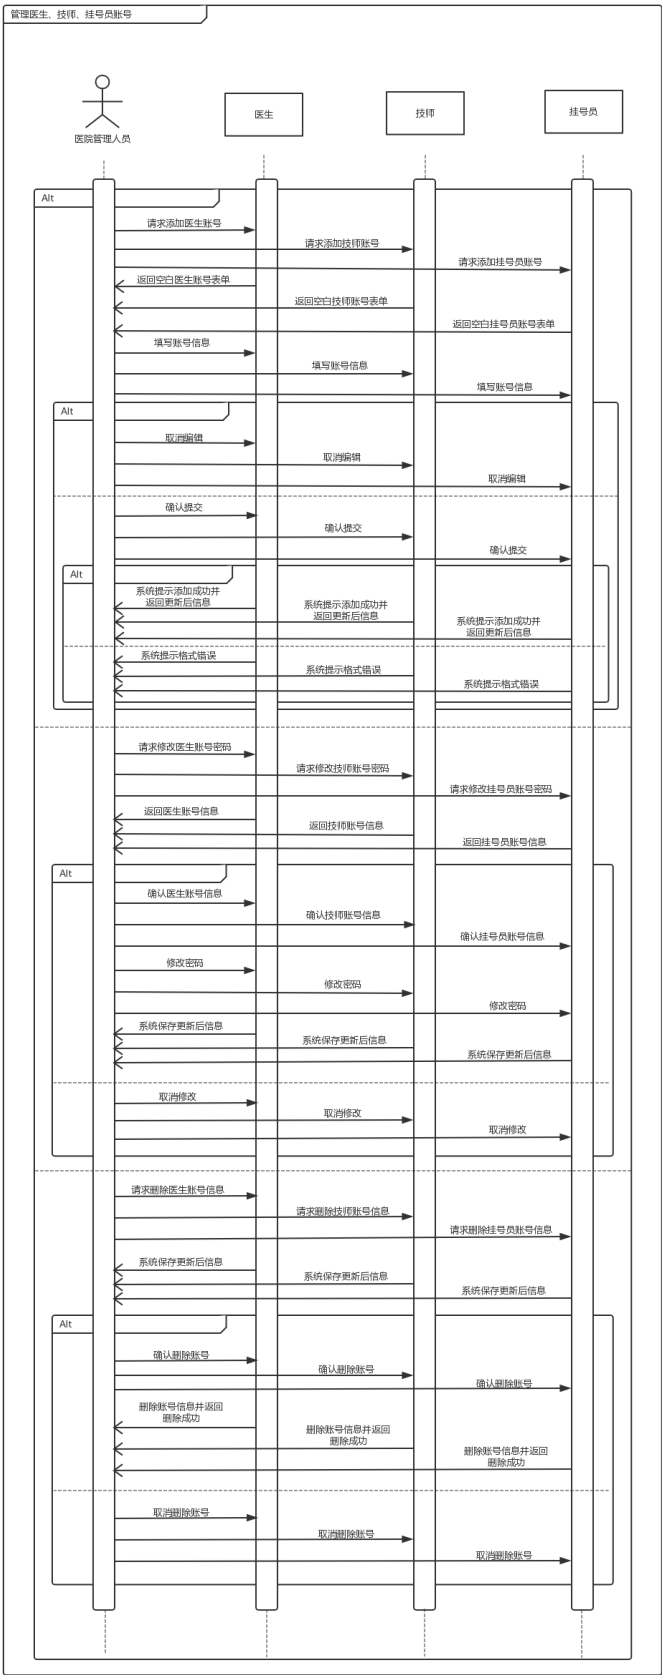 管理医生、技师、挂号员账号
医院管理人员
医生
技师
挂号员
Alt
请求添加医生账号
请求添加技师账号
请求添加挂号员账号
返回空白医生账号表单
返回空白技师账号表单
返回空白挂号员账号表单
填写账号信息
填写账号信息
填写账号信息
Alt
取消编辑
取消编辑
取消编辑
确认提交
确认提交
确认提交
Alt
系统提示添加成功并
返回更新后信息
系统提示添加成功并
返回更新后信息
系统提示添加成功并
返回更新后信息
系统提示格式错误
系统提示格式错误
系统提示格式错误
请求修改医生账号密码
请求修改技师账号密码
请求修改挂号员账号密码
返回医生账号信息
返回技师账号信息
返回挂号员账号信息
Alt
确认医生账号信息
确认技师账号信息
确认挂号员账号信息
修改密码
修改密码
修改密码
系统保存更新后信息
系统保存更新后信息
系统保存更新后信息
取消修改
取消修改
取消修改
请求删除医生账号信息
请求删除技师账号信息
请求删除挂号员账号信息
系统保存更新后信息
系统保存更新后信息
系统保存更新后信息
Alt
确认删除账号
确认删除账号
确认删除账号
删除账号信息并返回
删除成功
删除账号信息并返回
删除成功
删除账号信息并返回
删除成功
取消删除账号
取消删除账号
取消删除账号